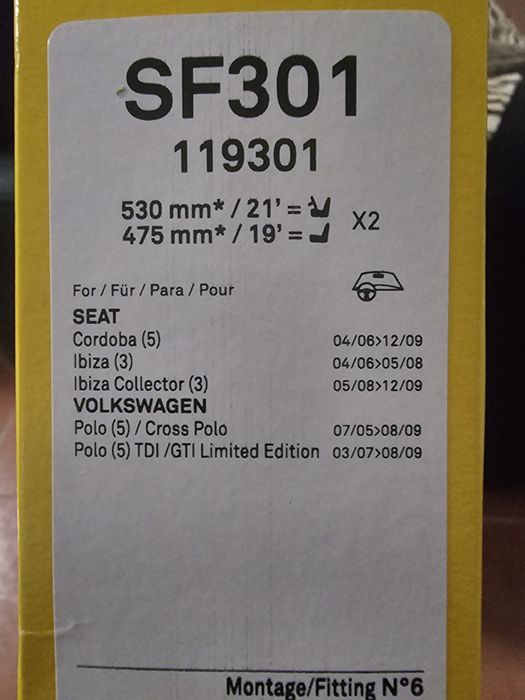 SF301
119301
530 mm* / 21' =
475 mm* / 19' =
X2
For / Für / Para / Pour
SEAT
Cordoba (5) 04/06>12/09
Ibiza (3) 04/06>05/08
Ibiza Collector (3) 05/08>12/09
VOLKSWAGEN
Polo (5) / Cross Polo 07/05>08/09
Polo (5) TDI /GTI Limited Edition 03/07>08/09
Montage/Fitting N°6